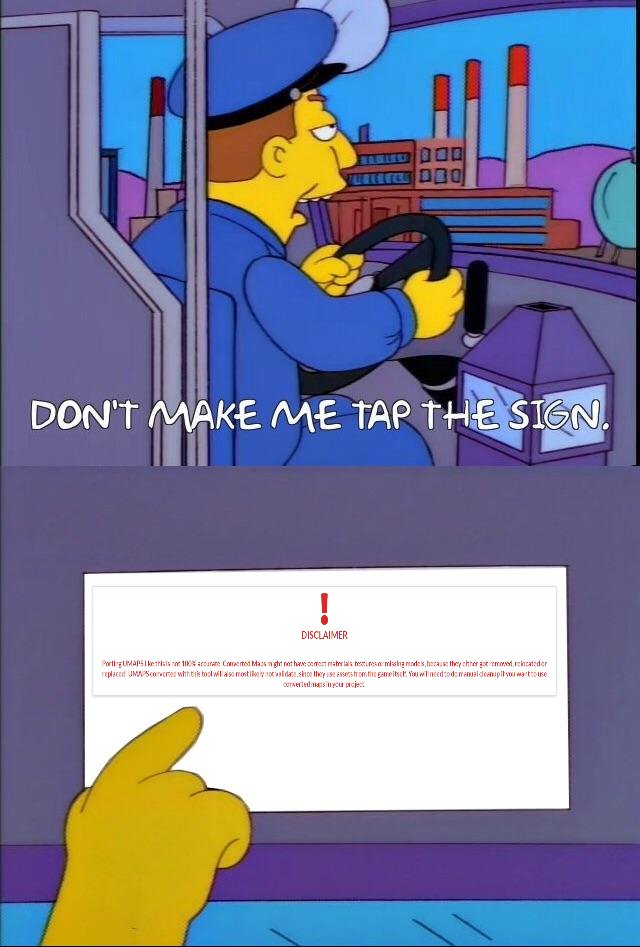 DON'T MAKE ME TAP THE SIGN.
!
DISCLAIMER
Porting UMAPS like this is not 100% accurate. Converted Maps might not have correct materials, textures or missing models, because they either got removed, relocated or
replaced! UMAPS converted with this tool will also most likely not validate, since they use assets from the game itself. You will need to do manual cleanup if you want to use
converted maps in your project.